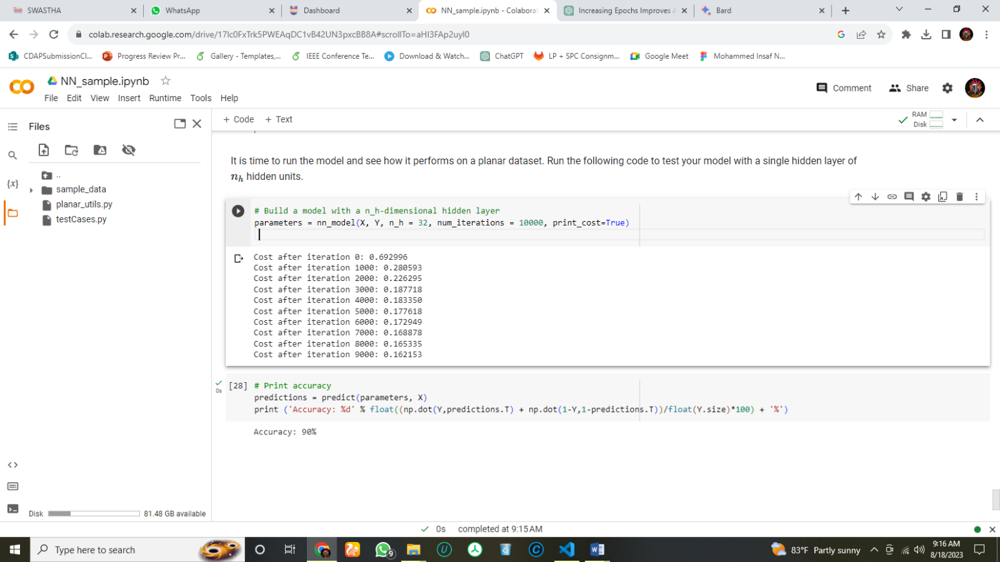 SWASTHA
WhatsApp
Dashboard
NN_sample.ipynb - Colaborat
Increasing Epochs Improves A
Bard
colab.research.google.com/drive/17lc0FxTrk5PWEAqDC1vB42UN3pxcBB8A#scrollTo=aHI3FAp2uyI0
CDAPSubmissionCl...
Progress Review Pr...
Gallery - Templates,...
IEEE Conference Te...
Download & Watch...
ChatGPT
LP + SPC Consignm...
Google Meet
Mohammed Insaf N...
NN_sample.ipynb
File Edit View Insert Runtime Tools Help
Comment
Share
Files
+ Code + Text
RAM
Disk
..
sample_data
planar_utils.py
testCases.py
{x}
It is time to run the model and see how it performs on a planar dataset. Run the following code to test your model with a single hidden layer of
n_h hidden units.
# Build a model with a n_h-dimensional hidden layer
parameters = nn_model(X, Y, n_h = 32, num_iterations = 10000, print_cost=True)
Cost after iteration 0: 0.692996
Cost after iteration 1000: 0.280593
Cost after iteration 2000: 0.226295
Cost after iteration 3000: 0.187718
Cost after iteration 4000: 0.183350
Cost after iteration 5000: 0.177618
Cost after iteration 6000: 0.172949
Cost after iteration 7000: 0.168878
Cost after iteration 8000: 0.165335
Cost after iteration 9000: 0.162153
0s
[28] # Print accuracy
predictions = predict(parameters, X)
print ('Accuracy: %d' % float((np.dot(Y,predictions.T) + np.dot(1-Y,1-predictions.T))/float(Y.size)*100) + '%')
Accuracy: 90%
Disk
81.48 GB available
0s completed at 9:15 AM
Type here to search
9
83°F Partly sunny
9:16 AM
8/18/2023